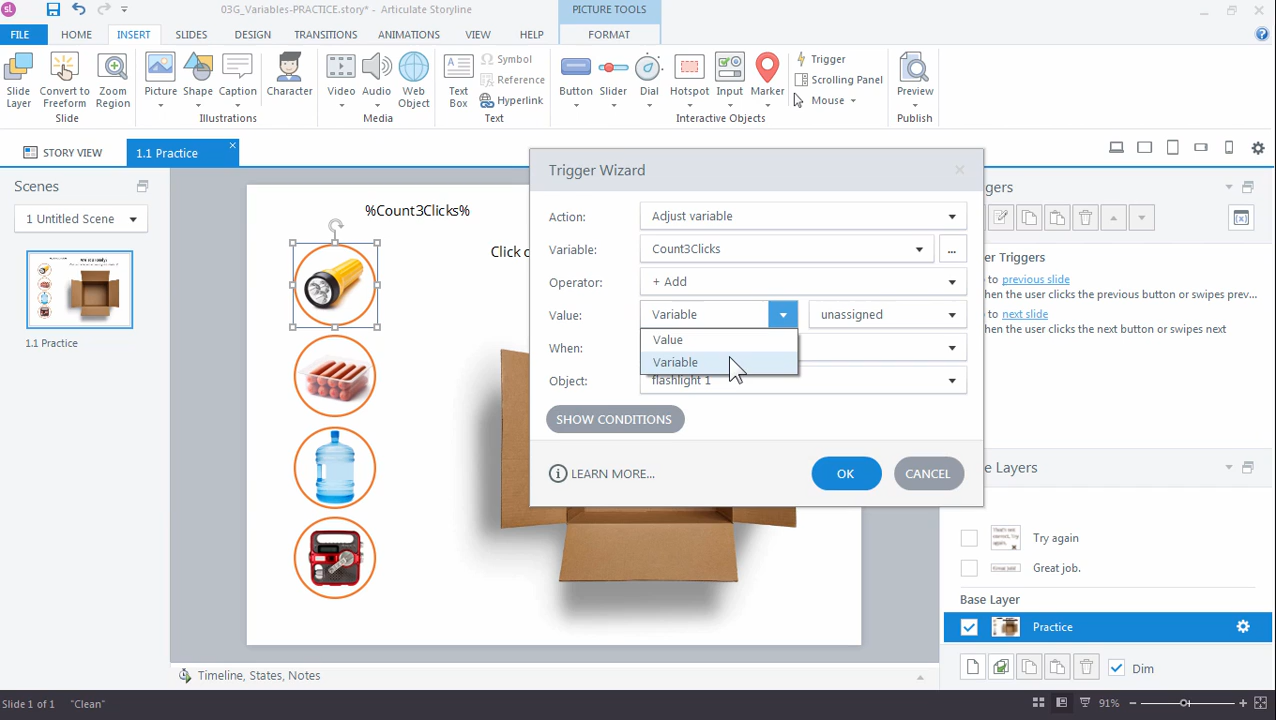 sl
03G_Variables-PRACTICE.story* - Articulate Storyline
PICTURE TOOLS
FILE HOME INSERT SLIDES DESIGN TRANSITIONS ANIMATIONS VIEW HELP FORMAT
Slide Layer
Convert to Freeform
Zoom Region
Slide
Picture
Shape
Caption
Character
Illustrations
Video
Audio
Web Object
Media
Text Box
Symbol
Reference
Hyperlink
Text
Button
Slider
Dial
Hotspot
Input
Marker
Trigger
Scrolling Panel
Mouse
Interactive Objects
Preview
Publish
STORY VIEW
1.1 Practice
Scenes
1 Untitled Scene
1.1 Practice
%Count3Clicks%
Click
Trigger Wizard
Action: Adjust variable
Variable: Count3Clicks ...
Operator: + Add
Value: Variable unassigned
Value
Variable
When:
Object: flashlight 1
SHOW CONDITIONS
LEARN MORE...
OK
CANCEL
iggers
er Triggers
to previous slide
hen the user clicks the previous button or swipes prev...
to next slide
hen the user clicks the next button or swipes next
se Layers
Try again
Great job.
Base Layer
Practice
Dim
Timeline, States, Notes
Slide 1 of 1 "Clean"
91%